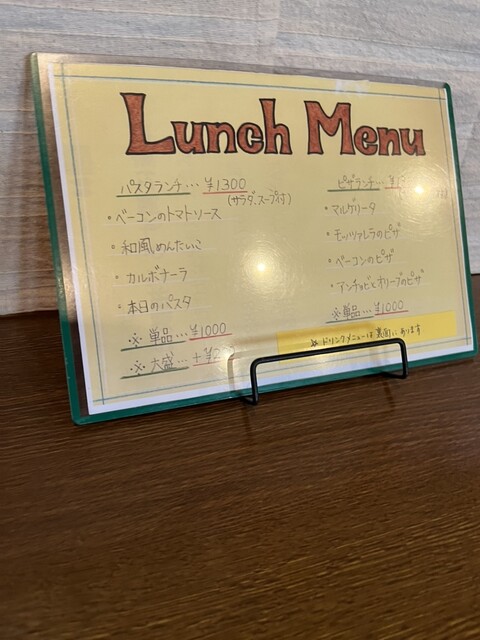 Lunch Menu
パスタランチ… ¥1300
(サラダ、スープ付)
・ベーコンのトマトソース
・和風めんたいこ
・カルボナーラ
・本日のパスタ
※単品… ¥1000
※大盛… +¥
ピザランチ… ¥
・マルゲリータ
・モッツァレラのピザ
・ベーコンのピザ
・アンチョビとオリーブのピザ
※単品… ¥1000
※ドリンクメニューは裏面にあります